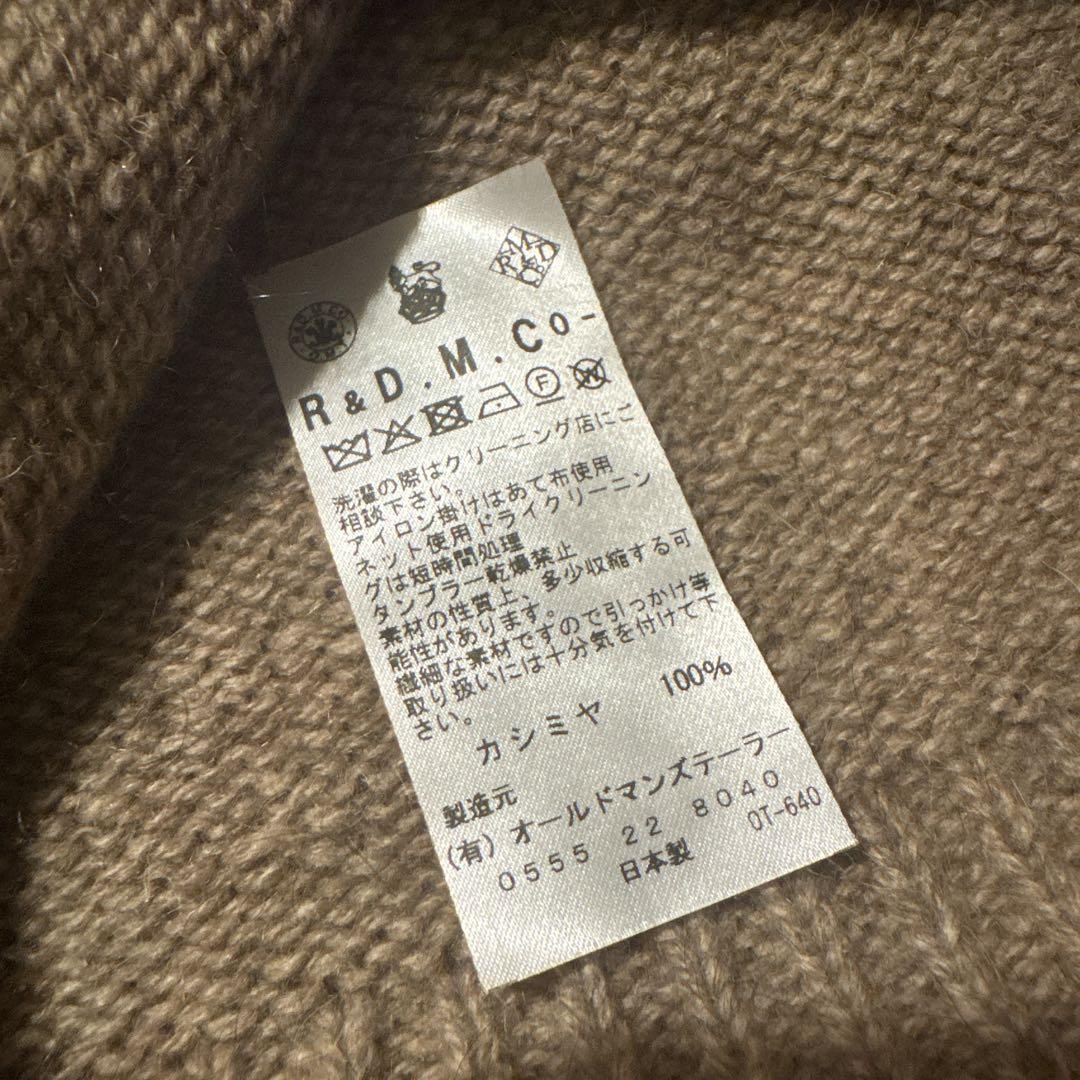 R&D.M.Co-
F
W
洗濯の際はクリーニング店にご
相談下さい。
アイロン掛けはあて布使用
ネット使用ドライクリーニン
グは短時間処理
タンブラー乾燥禁止
素材の性質上、多少収縮する可
能性があります。
繊細な素材ですので引っかけ等
取り扱いには十分気を付けて下
さい。
カシミヤ 100%
製造元
(有)オールドマンズテーラー
0555 22 8040
日本製 OT-640